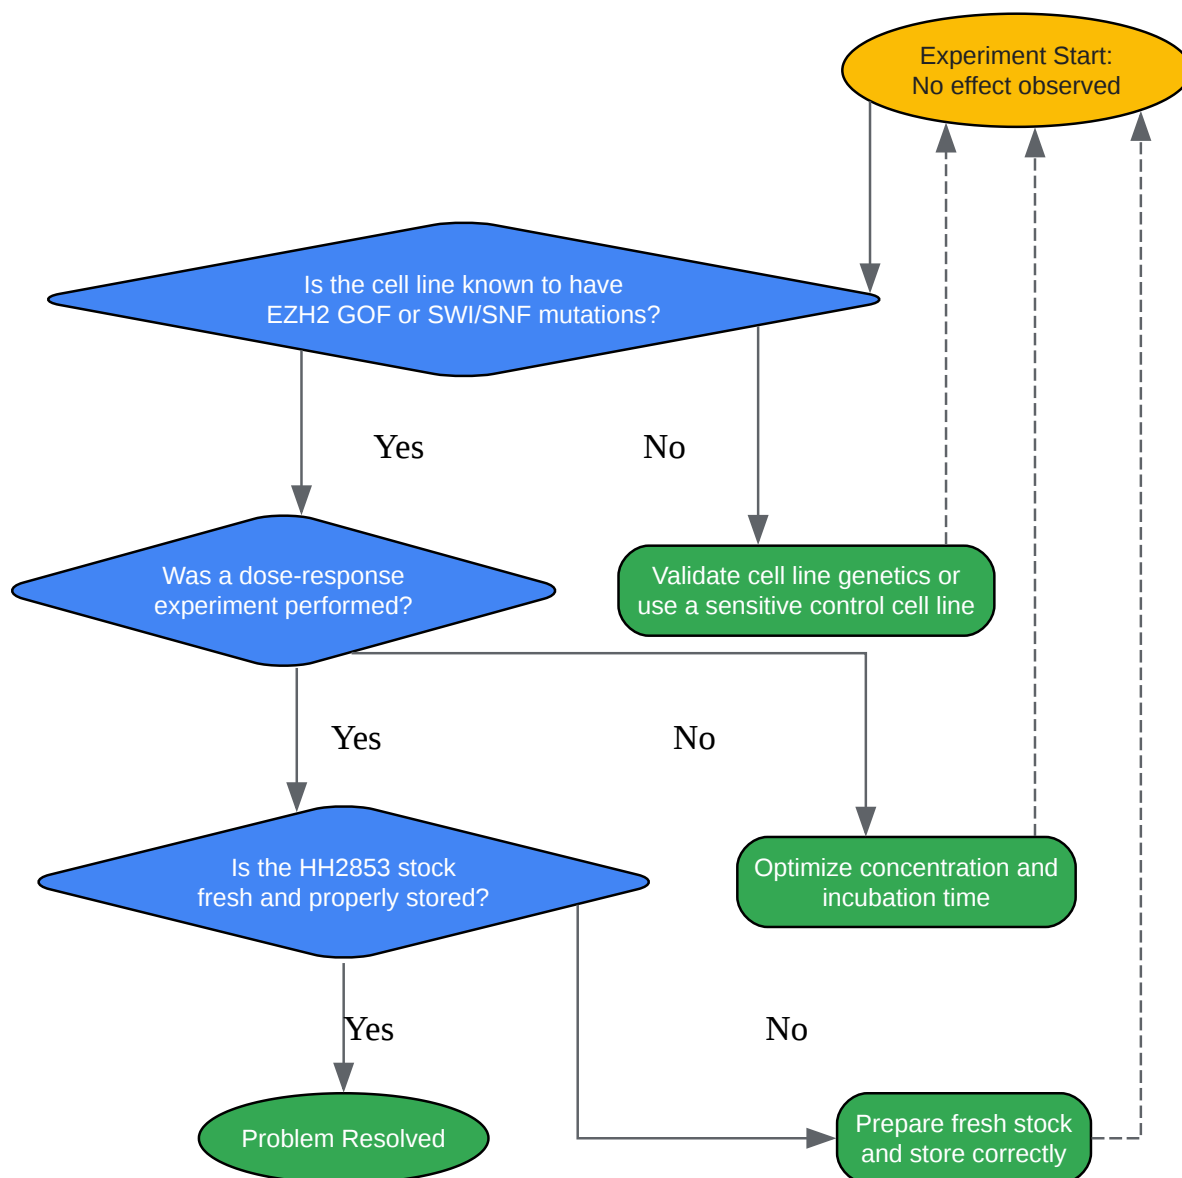 Experiment Start:
No effect observed
Is the cell line known to have
EZH2 GOF or SWI/SNF mutations?
Yes
No
Was a dose-response
experiment performed?
Validate cell line genetics or
use a sensitive control cell line
Yes
No
Is the HH2853 stock
fresh and properly stored?
Optimize concentration and
incubation time
Yes
No
Problem Resolved
Prepare fresh stock
and store correctly